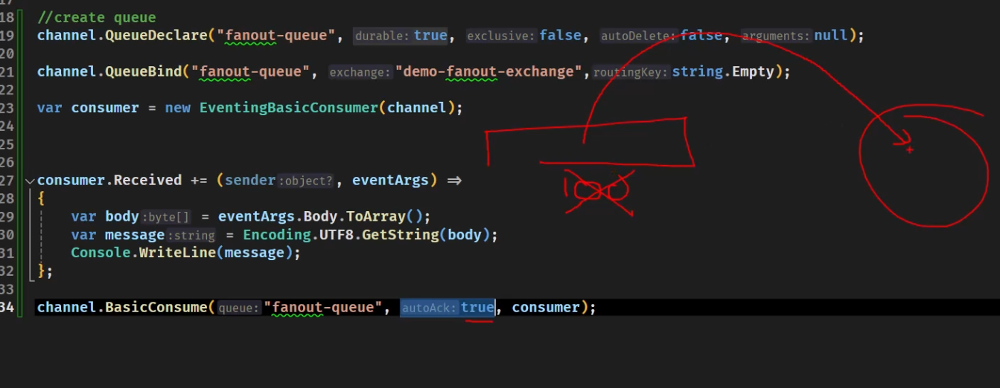 18 //create queue
19 channel.QueueDeclare("fanout-queue", durable: true, exclusive: false, autoDelete: false, arguments: null);
20
21 channel.QueueBind("fanout-queue", exchange: "demo-fanout-exchange",routingKey: string.Empty);
22
23 var consumer = new EventingBasicConsumer(channel);
24
25
26
27 consumer.Received += (sender :object? , eventArgs) =>
28 {
29 var body :byte[] = eventArgs.Body.ToArray();
30 var message :string = Encoding.UTF8.GetString(body);
31 Console.WriteLine(message);
32 };
33
34 channel.BasicConsume( queue: "fanout-queue", autoAck: true, consumer);
100